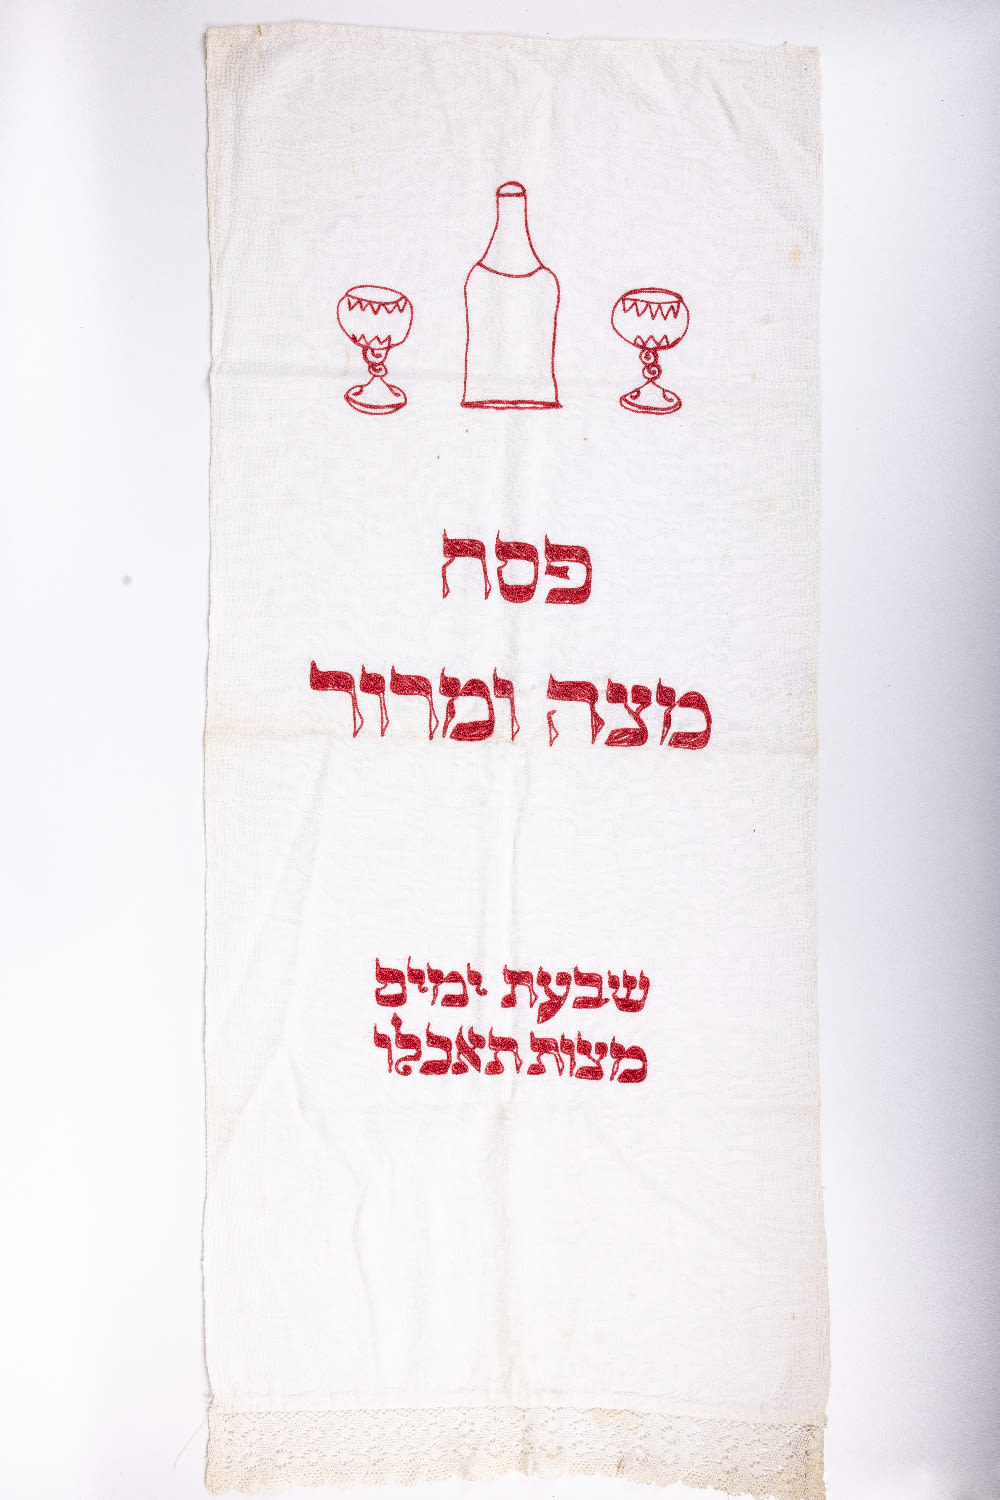 פסח
מצה ומרור
שבעת ימים
מצות תאכלו